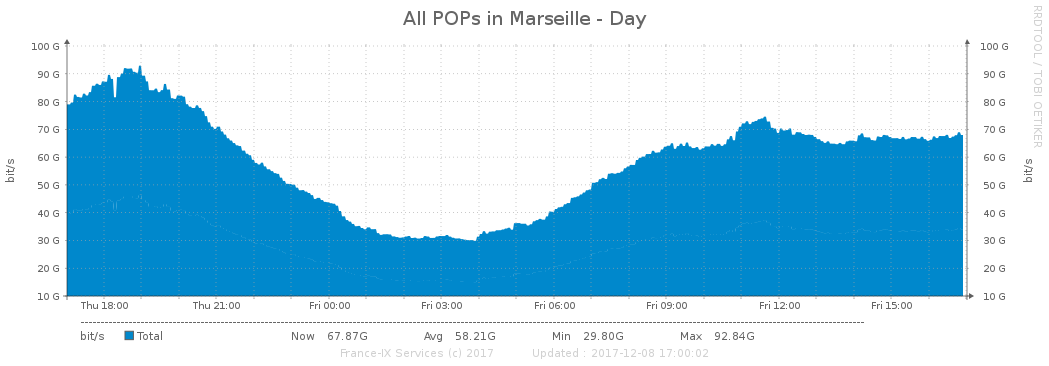 All POPs in Marseille - Day
RRDTOOL / TOBI OETIKER
100 G 100 G
90 G 90 G
80 G 80 G
70 G 70 G
60 G 60 G
50 G 50 G
40 G 40 G
30 G 30 G
20 G 20 G
10 G 10 G
bit/s bit/s
Thu 18:00 Thu 21:00 Fri 00:00 Fri 03:00 Fri 06:00 Fri 09:00 Fri 12:00 Fri 15:00
bit/s Total Now 67.87G Avg 58.21G Min 29.80G Max 92.84G
France-IX Services (c) 2017 Updated : 2017-12-08 17:00:02